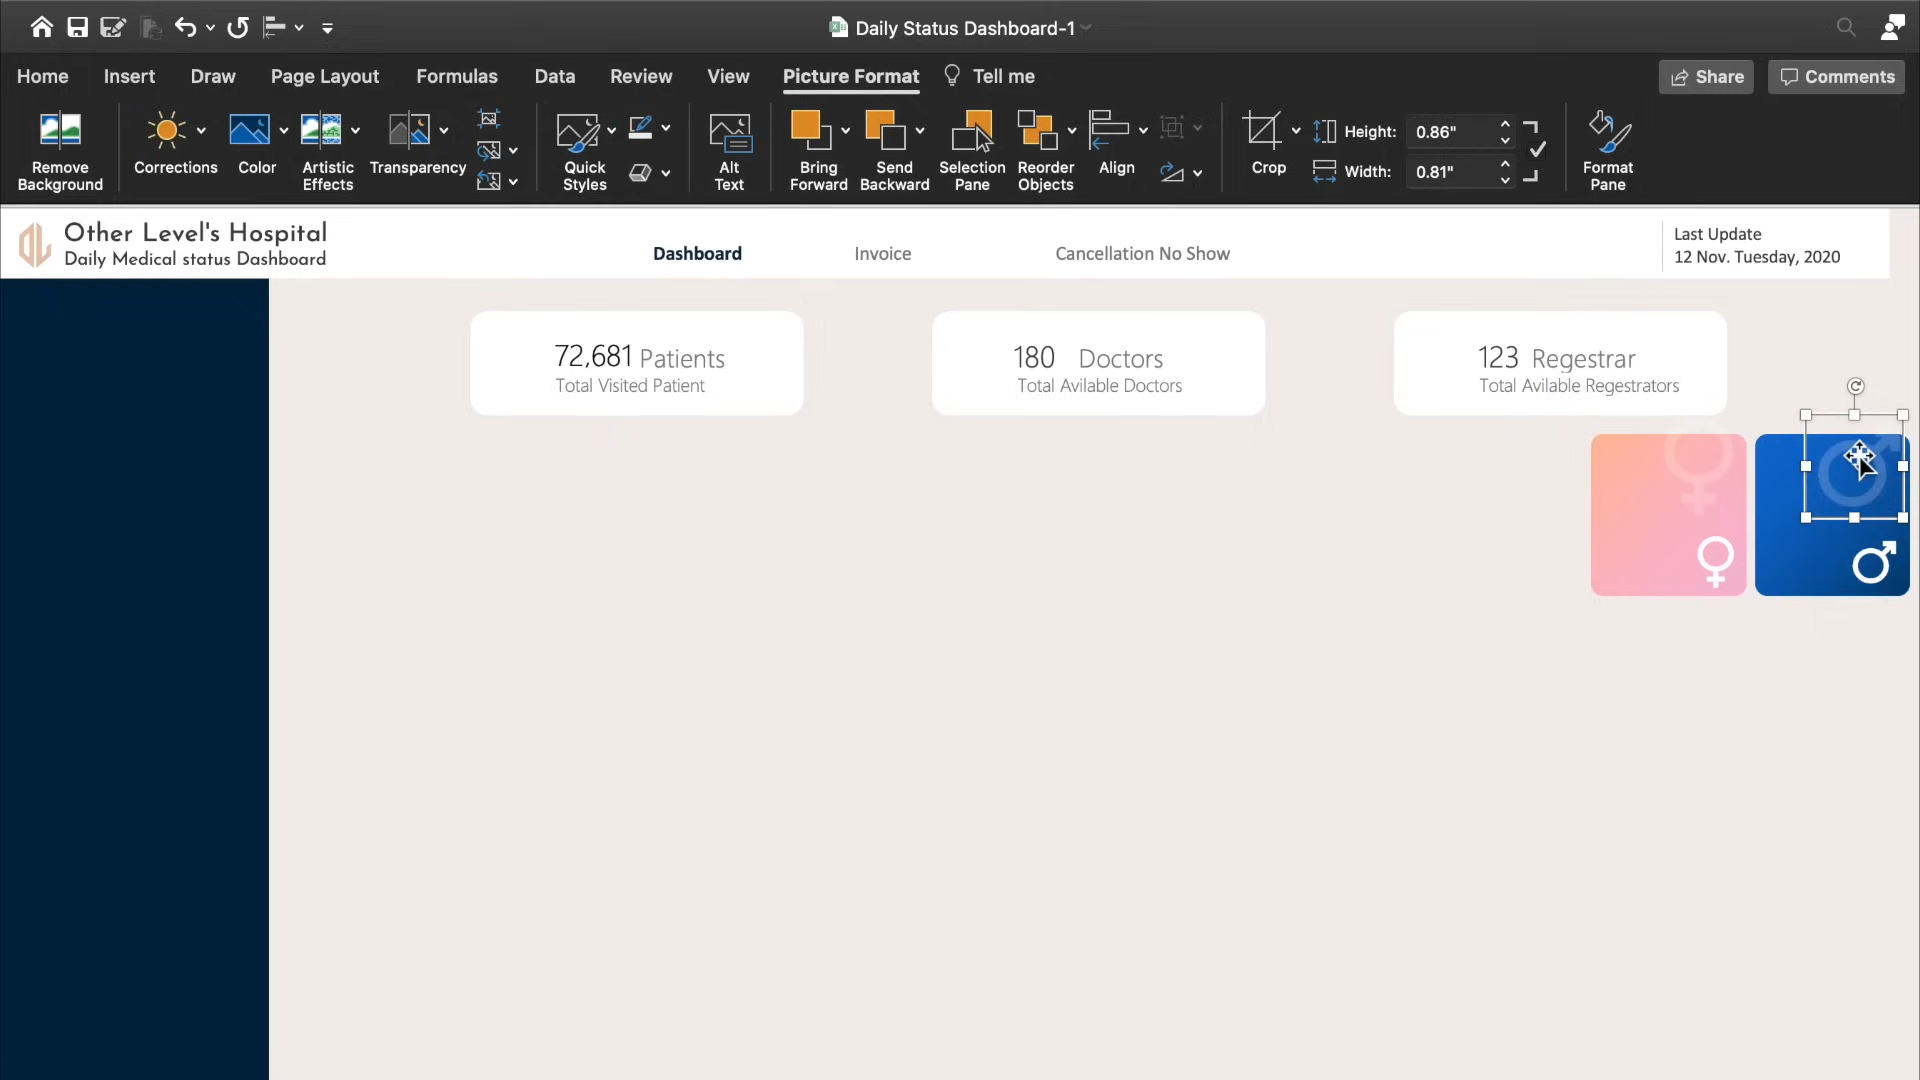 Daily Status Dashboard-1
Home Insert Draw Page Layout Formulas Data Review View Picture Format Tell me Share Comments
Remove Background
Corrections
Color
Artistic Effects
Transparency
Quick Styles
Alt Text
Bring Forward
Send Backward
Selection Pane
Reorder Objects
Align
Crop
Height: 0.86"
Width: 0.81"
Format Pane
Other Level's Hospital
Daily Medical status Dashboard
Dashboard Invoice Cancellation No Show
Last Update
12 Nov. Tuesday, 2020
72,681 Patients
Total Visited Patient
180 Doctors
Total Avilable Doctors
123 Regestrar
Total Avilable Regestrators